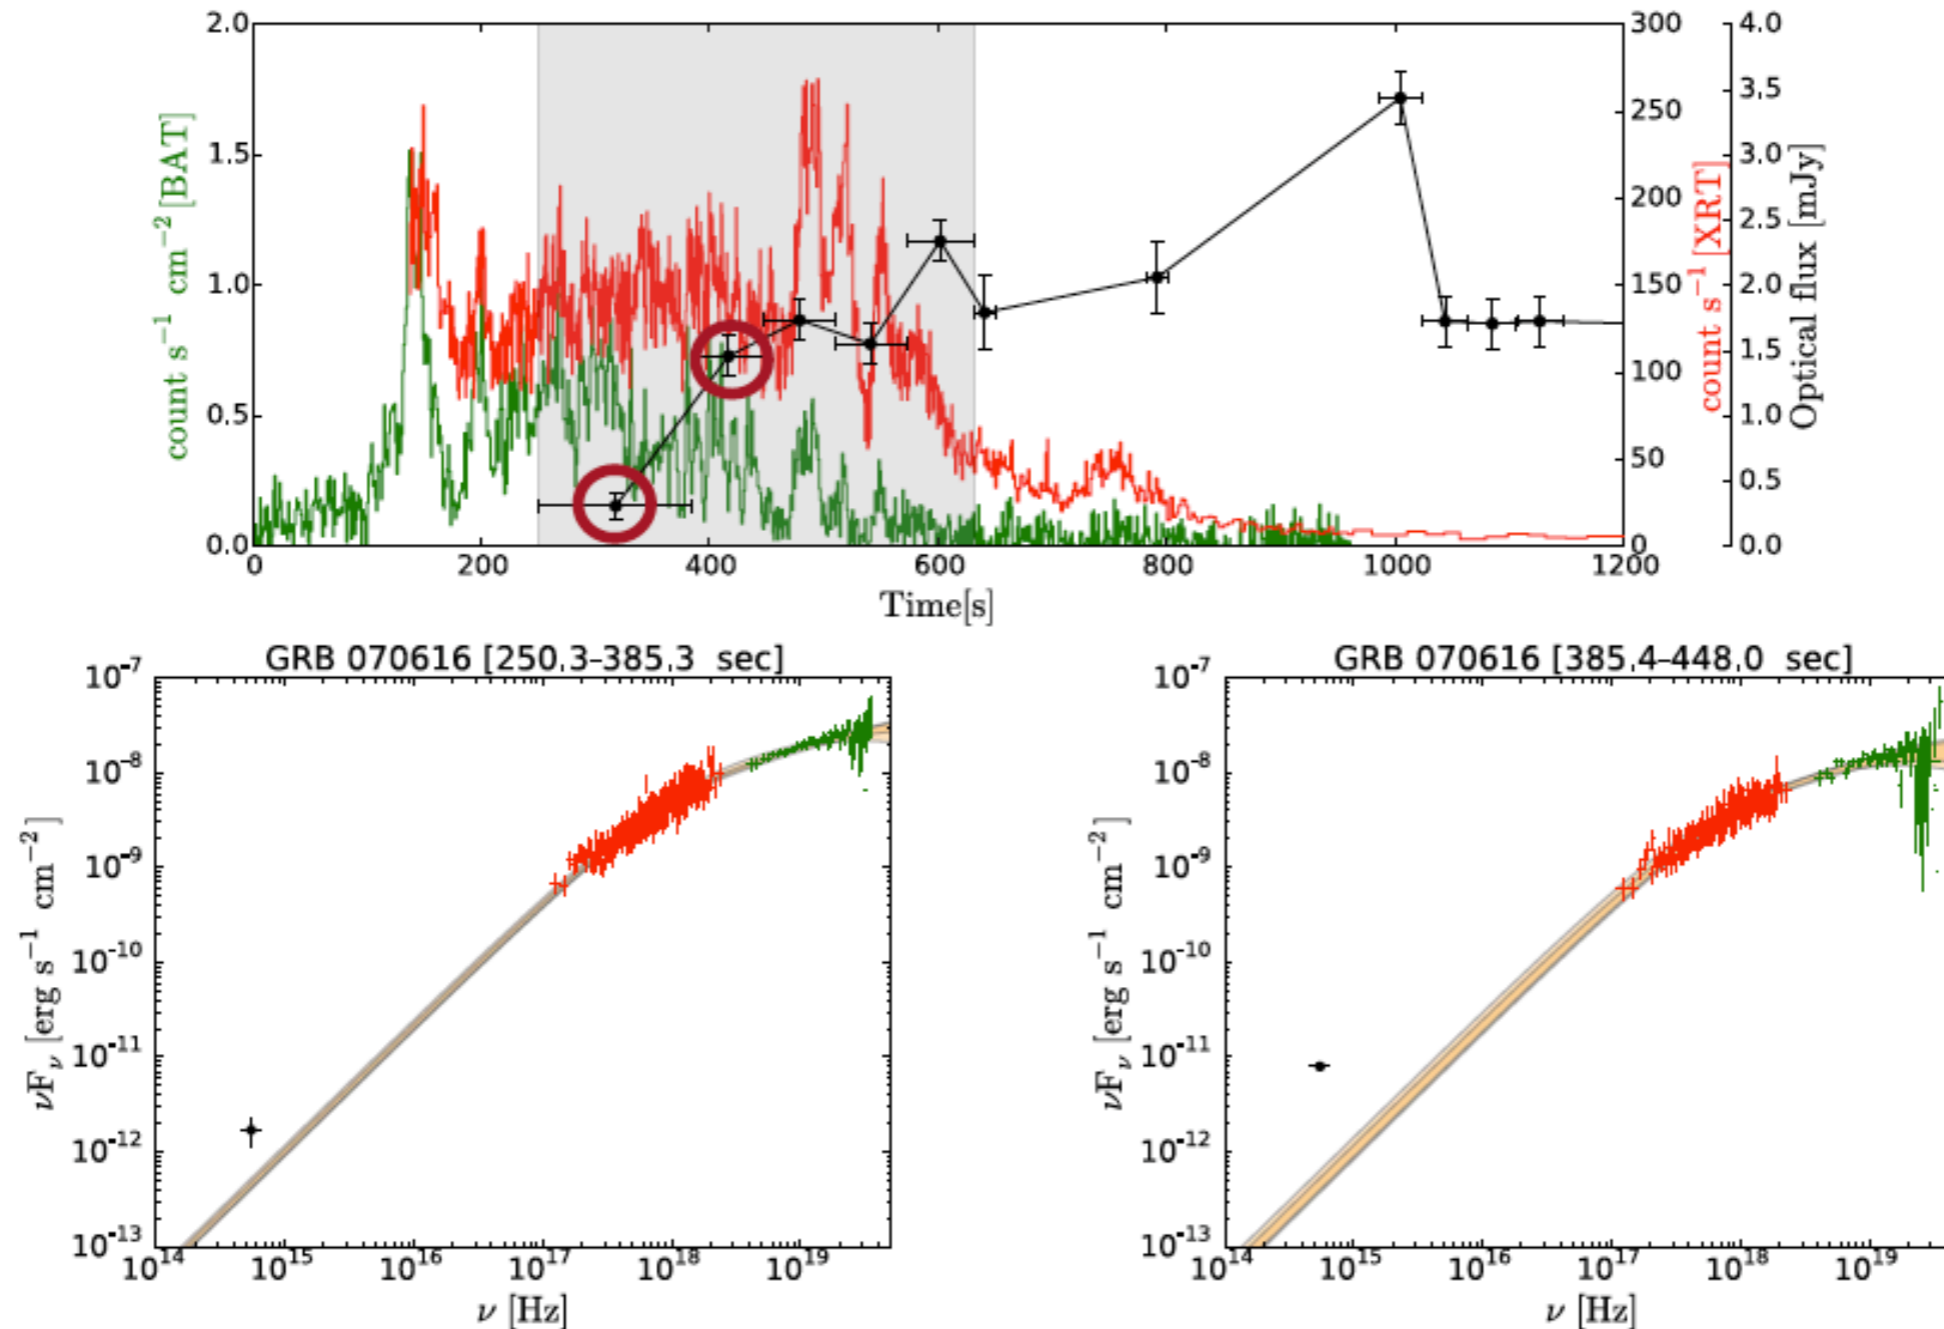 2.0
1.5
1.0
0.5
0.0
count s⁻¹ cm⁻² [BAT]
0 200 400 600 800 1000 1200
Time[s]
300
250
200
150
100
50
0
count s⁻¹ [XRT]
4.0
3.5
3.0
2.5
2.0
1.5
1.0
0.5
0.0
Optical flux [mJy]
GRB 070616 [250.3–385.3 sec]
10⁻⁷
10⁻⁸
10⁻⁹
10⁻¹⁰
10⁻¹¹
10⁻¹²
10⁻¹³
νFν [erg s⁻¹ cm⁻²]
10¹⁴ 10¹⁵ 10¹⁶ 10¹⁷ 10¹⁸ 10¹⁹
ν [Hz]
GRB 070616 [385.4–448.0 sec]
10⁻⁷
10⁻⁸
10⁻⁹
10⁻¹⁰
10⁻¹¹
10⁻¹²
10⁻¹³
νFν [erg s⁻¹ cm⁻²]
10¹⁴ 10¹⁵ 10¹⁶ 10¹⁷ 10¹⁸ 10¹⁹
ν [Hz]